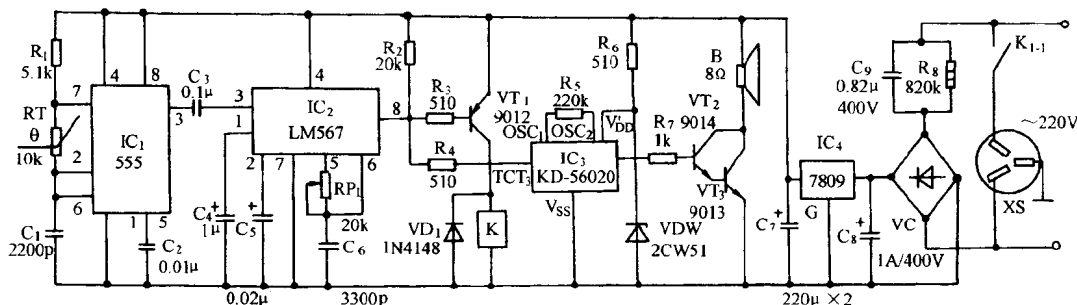 R₁
5.1k
RT
θ
10k
C₁
2200p
7
2
6
4
8
3
IC₁
555
1
5
C₂
0.01μ
C₃
0.1μ
3
1
4
IC₂
LM567
8
2
7
5
6
C₄
1μ
+
C₅
+
0.02μ
RP₁
20k
C₆
3300p
R₂
20k
R₃
510
R₄
510
VT₁
9012
VD₁
1N4148
K
R₅
220k
OSC₁
OSC₂
V'DD
TCT₃
IC₃
KD-56020
VSS
R₆
510
R₇
1k
VDW
2CW51
B
8Ω
VT₂
9014
VT₃
9013
C₇
+
IC₄
7809
G
C₈
+
220μ×2
C₉
0.82μ
400V
R₈
820k
VC
1A/400V
K₁₋₁
~220V
XS